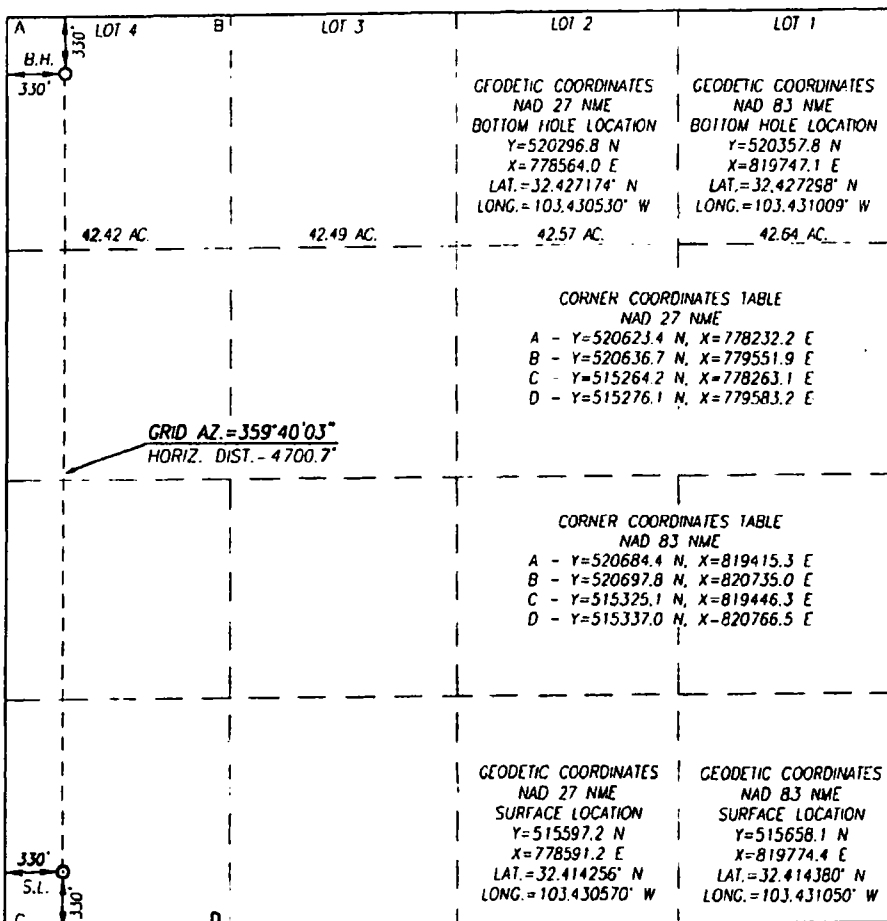 A LOT 4 B LOT 3 LOT 2 LOT 1
330'
B.H.
330'
GEODETIC COORDINATES
NAD 27 NME
BOTTOM HOLE LOCATION
Y=520296.8 N
X=778564.0 E
LAT.=32.427174° N
LONG.=103.430530° W
GEODETIC COORDINATES
NAD 83 NME
BOTTOM HOLE LOCATION
Y=520357.8 N
X=819747.1 E
LAT.=32.427298° N
LONG.=103.431009° W
42.42 AC. 42.49 AC. 42.57 AC. 42.64 AC.
CORNER COORDINATES TABLE
NAD 27 NME
A - Y=520623.4 N, X=778232.2 E
B - Y=520636.7 N, X=779551.9 E
C - Y=515264.2 N, X=778263.1 E
D - Y=515276.1 N, X=779583.2 E
GRID AZ.=359°40'03"
HORIZ. DIST.-4700.7'
CORNER COORDINATES TABLE
NAD 83 NME
A - Y=520684.4 N, X=819415.3 E
B - Y=520697.8 N, X=820735.0 E
C - Y=515325.1 N, X=819446.3 E
D - Y=515337.0 N, X-820766.5 E
GEODETIC COORDINATES
NAD 27 NME
SURFACE LOCATION
Y=515597.2 N
X=778591.2 E
LAT.=32.414256° N
LONG.=103.430570° W
GEODETIC COORDINATES
NAD 83 NME
SURFACE LOCATION
Y=515658.1 N
X=819774.4 E
LAT.=32.414380° N
LONG.=103.431050° W
330'
S.L.
330'
C D